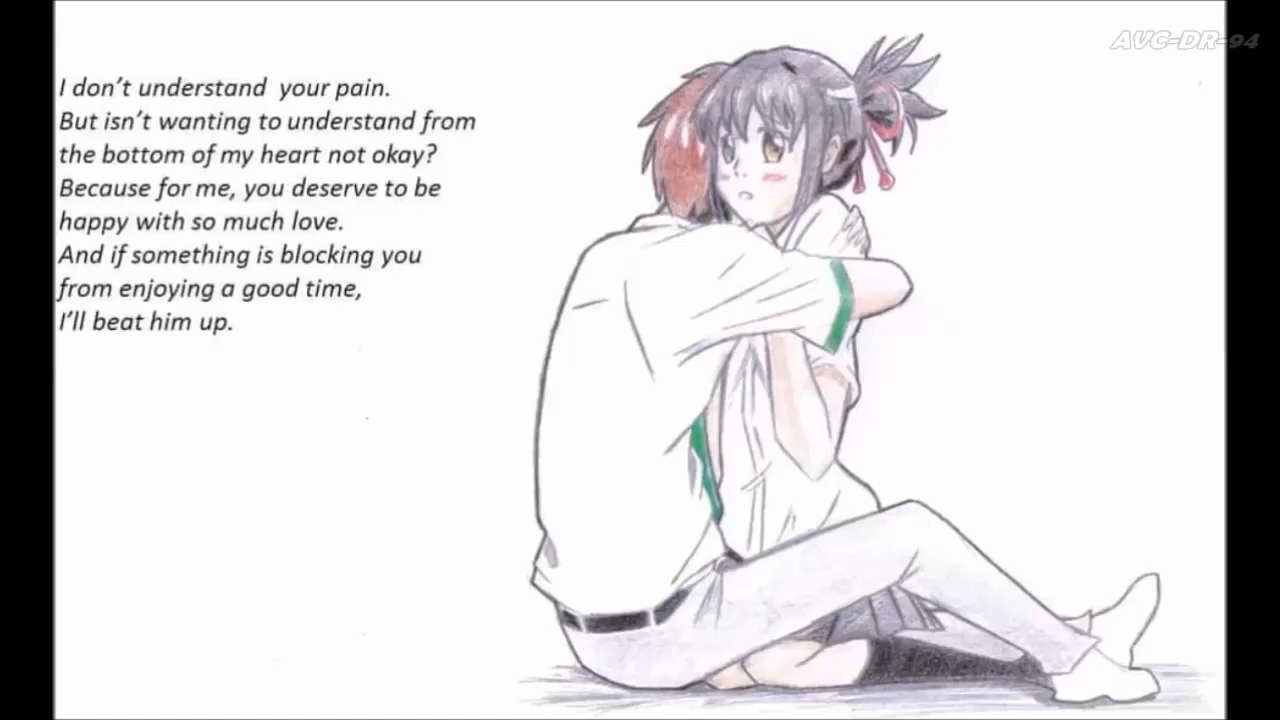 AVC-DR-94
I don't understand  your pain.
But isn't wanting to understand from
the bottom of my heart not okay?
Because for me, you deserve to be
happy with so much love.
And if something is blocking you
from enjoying a good time,
I'll beat him up.